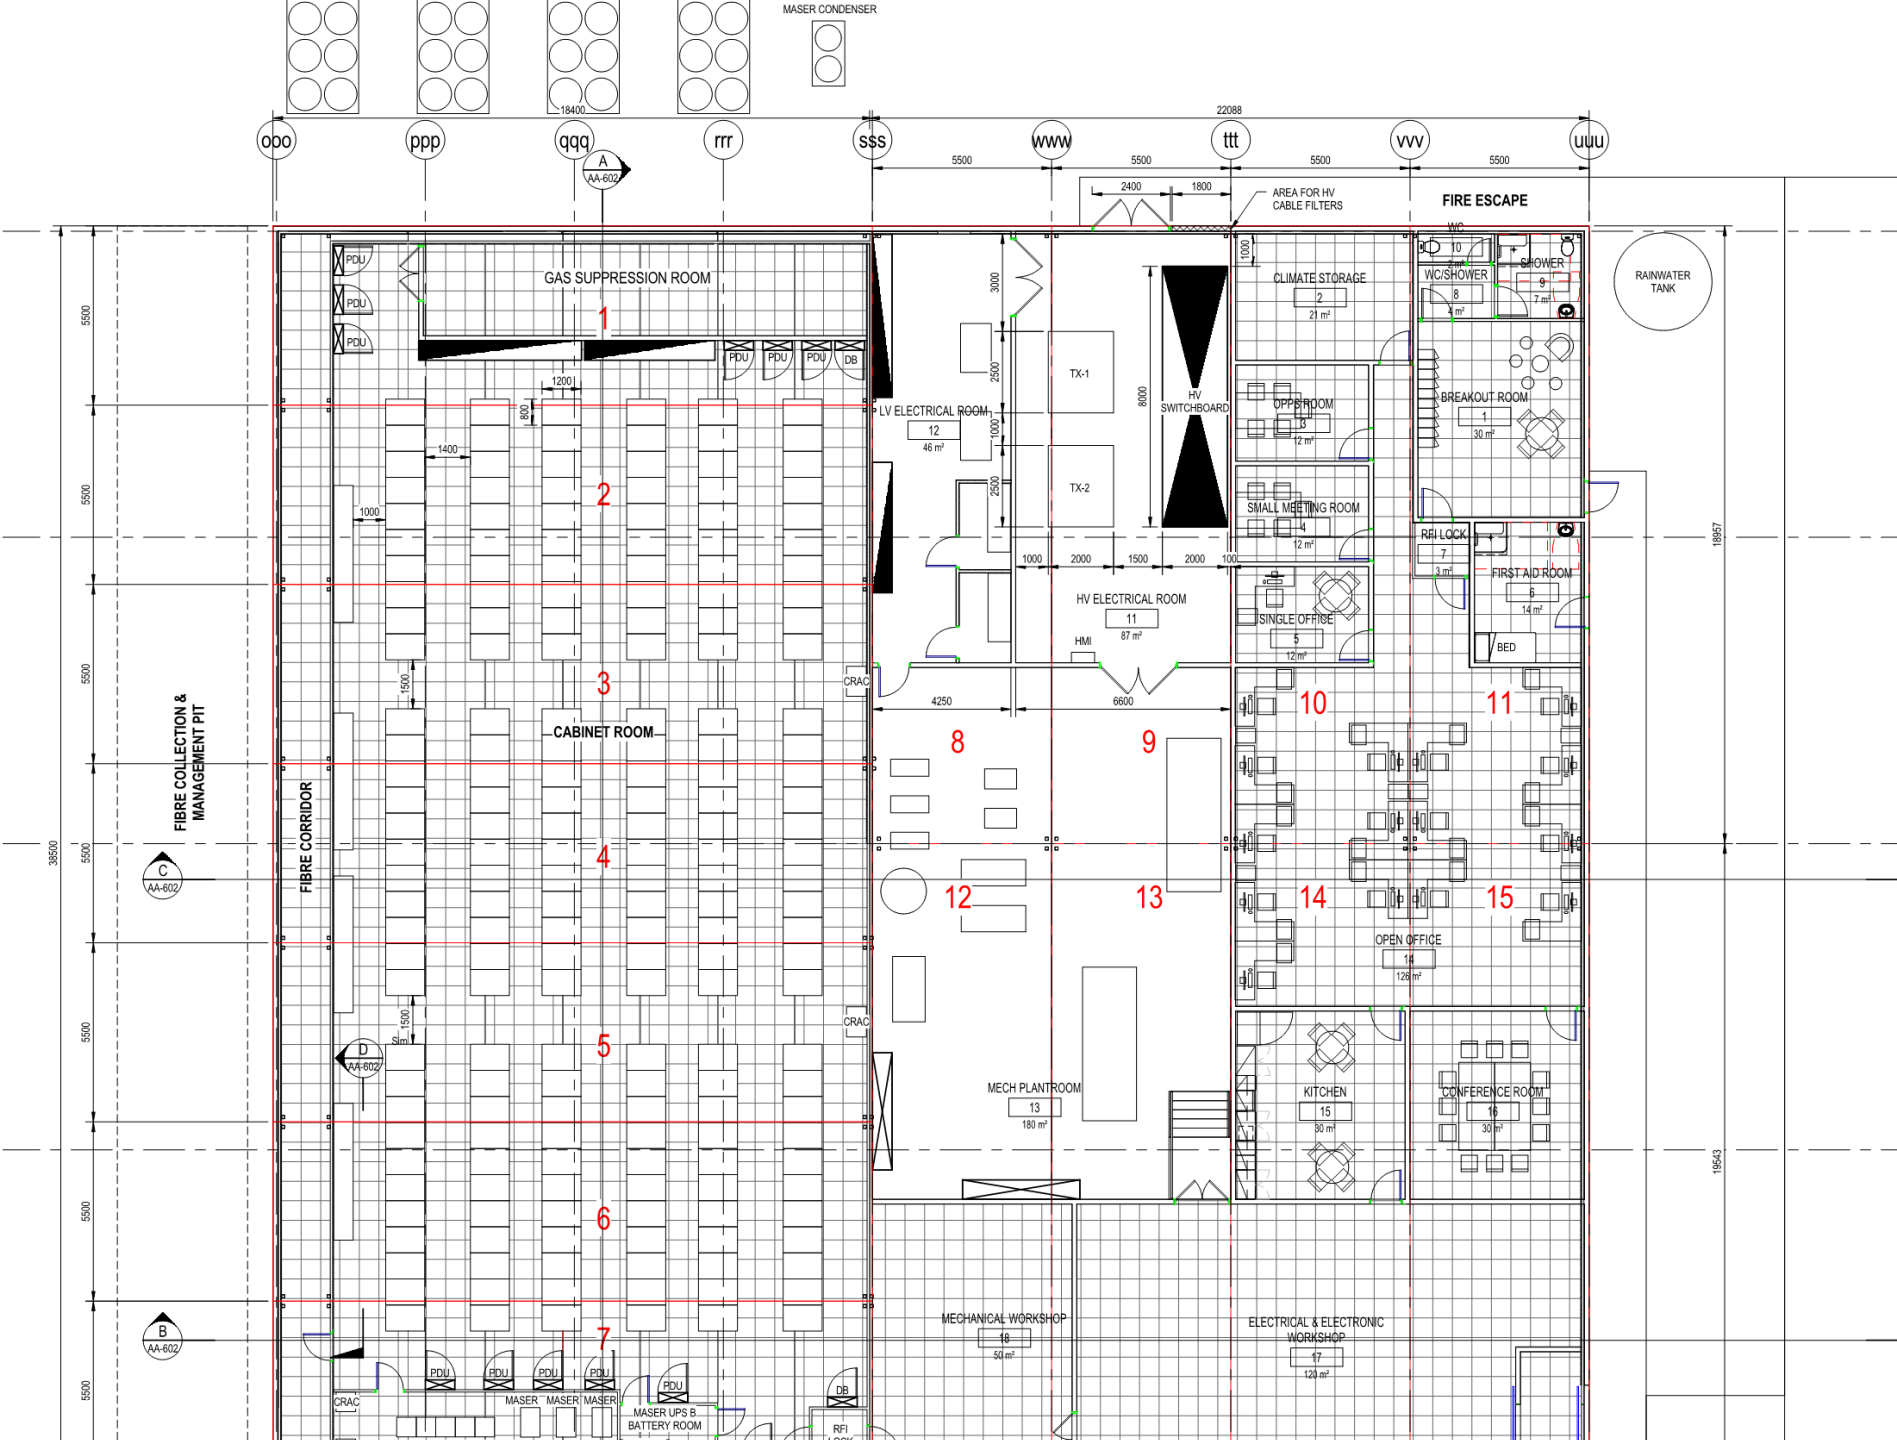 MASER CONDENSER
18400
22088
ooo
ppp
qqq
rrr
sss
www
ttt
vvv
uuu
A
AA-602
5500
5500
5500
5500
2400
1800
AREA FOR HV
CABLE FILTERS
FIRE ESCAPE
WC
10
2 m²
SHOWER
9
7 m²
WC/SHOWER
8
4 m²
RAINWATER
TANK
PDU
PDU
PDU
GAS SUPPRESSION ROOM
1
PDU
PDU
PDU
DB
3000
1000
CLIMATE STORAGE
2
21 m²
5500
1200
800
1400
1000
2500
TX-1
8000
HV
SWITCHBOARD
LV ELECTRICAL ROOM
12
46 m²
1000
OPPS ROOM
3
12 m²
BREAKOUT ROOM
1
30 m²
5500
2
2500
TX-2
SMALL MEETING ROOM
4
12 m²
RFI LOCK
7
3 m²
18957
1000
2000
1500
2000
100
FIRST AID ROOM
6
14 m²
HV ELECTRICAL ROOM
11
87 m²
HMI
SINGLE OFFICE
5
12 m²
BED
5500
1500
3
CRAC
4250
6600
10
11
FIBRE COLLECTION &
MANAGEMENT PIT
CABINET ROOM
8
9
FIBRE CORRIDOR
38500
5500
4
C
AA-602
12
13
14
15
OPEN OFFICE
14
126 m²
5500
1500
Sim
CRAC
5
D
AA-602
MECH PLANTROOM
13
180 m²
KITCHEN
15
30 m²
CONFERENCE ROOM
16
30 m²
19543
5500
6
MECHANICAL WORKSHOP
18
50 m²
ELECTRICAL & ELECTRONIC
WORKSHOP
17
120 m²
B
AA-602
7
5500
PDU
PDU
PDU
PDU
PDU
DB
CRAC
MASER
MASER
MASER
MASER UPS B
BATTERY ROOM
RFI
LOCK